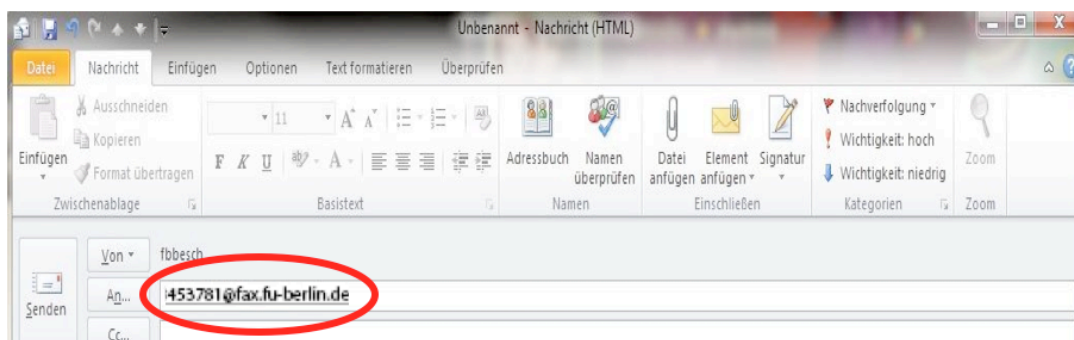 Unbenannt - Nachricht (HTML)
Datei Nachricht Einfügen Optionen Text formatieren Überprüfen
Ausschneiden
Kopieren
Format übertragen
Einfügen
11
F K U
Adressbuch
Namen überprüfen
Datei anfügen
Element anfügen
Signatur
Nachverfolgung
Wichtigkeit: hoch
Wichtigkeit: niedrig
Zoom
Zwischenablage Basistext Namen Einschließen Kategorien Zoom
Von fbbesch
An... 453781@fax.fu-berlin.de
Senden
Cc...